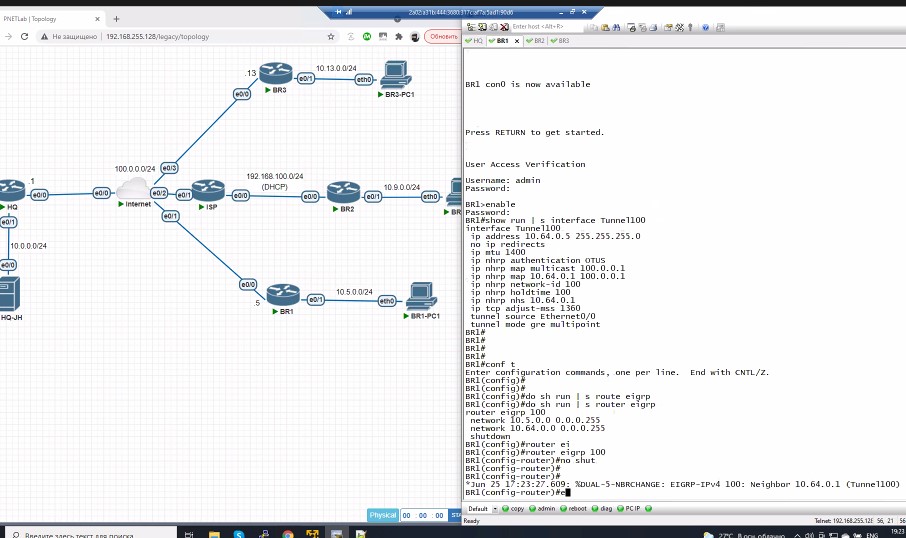 PNETLab | Topology
2a02:a31b:444:3680:317c:af7a:5ad1:90d6
Не защищено | 192.168.255.128/legacy/topology
Обновить
Enter host <Alt+R>
HQ
BR1
BR2
BR3
.13
BR3
e0/0
e0/1
10.13.0.0/24
eth0
BR3-PC1
e0/3
100.0.0.0/24
.1
HQ
e0/0
e0/0
Internet
e0/2
e0/1
ISP
e0/0
192.168.100.0/24
(DHCP)
e0/0
BR2
e0/1
10.9.0.0/24
eth0
e0/1
e0/1
10.0.0.0/24
e0/0
HQ-JH
e0/0
.5
BR1
e0/1
10.5.0.0/24
eth0
BR1-PC1
Physical
00 : 00 : 00
BR1 con0 is now available
Press RETURN to get started.
User Access Verification
Username: admin
Password:
BR1>enable
Password:
BR1#show run | s interface Tunnel100
interface Tunnel100
ip address 10.64.0.5 255.255.255.0
no ip redirects
ip mtu 1400
ip nhrp authentication OTUS
ip nhrp map multicast 100.0.0.1
ip nhrp map 10.64.0.1 100.0.0.1
ip nhrp network-id 100
ip nhrp holdtime 100
ip nhrp nhs 10.64.0.1
ip tcp adjust-mss 1360
tunnel source Ethernet0/0
tunnel mode gre multipoint
BR1#
BR1#
BR1#
BR1#conf t
Enter configuration commands, one per line.  End with CNTL/Z.
BR1(config)#
BR1(config)#
BR1(config)#do sh run | s route eigrp
BR1(config)#do sh run | s router eigrp
router eigrp 100
network 10.5.0.0 0.0.0.255
network 10.64.0.0 0.0.0.255
shutdown
BR1(config)#router ei
BR1(config)#router eigrp 100
BR1(config-router)#no shut
BR1(config-router)#
BR1(config-router)#
*Jun 25 17:23:27.609: %DUAL-5-NBRCHANGE: EIGRP-IPv4 100: Neighbor 10.64.0.1 (Tunnel100)
BR1(config-router)#e
Default
copy
admin
reboot
diag
PC IP
Ready
Telnet: 192.168.255.128
56, 21
Введите здесь текст для поиска
27°C
ENG
19:23